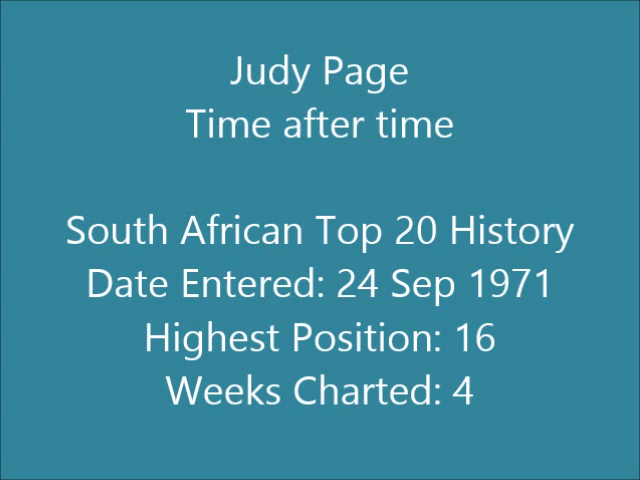 Judy Page
Time after time
South African Top 20 History
Date Entered: 24 Sep 1971
Highest Position: 16
Weeks Charted: 4